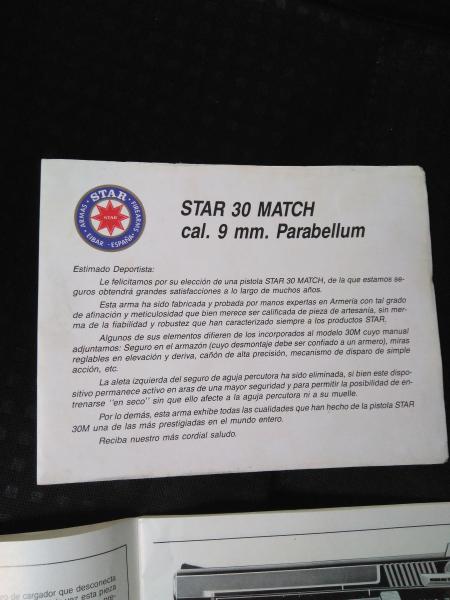 STAR
ARMAS · FIREARMS
STAR
EIBAR - ESPAÑA
STAR 30 MATCH
cal. 9 mm. Parabellum
Estimado Deportista:
Le felicitamos por su elección de una pistola STAR 30 MATCH, de la que estamos se-
guros obtendrá grandes satisfacciones a lo largo de muchos años.
Esta arma ha sido fabricada y probada por manos expertas en Armería con tal grado
de afinación y meticulosidad que bien merece ser calificada de pieza de artesanía, sin mer-
ma de la fiabilidad y robustez que han caracterizado siempre a los productos STAR.
Algunos de sus elementos difieren de los incorporados al modelo 30M cuyo manual
adjuntamos: Seguro en el armazón (cuyo desmontaje debe ser confiado a un armero), miras
reglables en elevación y deriva, cañón de alta precisión, mecanismo de disparo de simple
acción, etc.
La aleta izquierda del seguro de aguja percutora ha sido eliminada, si bien este dispo-
sitivo permanece activo en aras de una mayor seguridad y para permitir la posibilidad de en-
trenarse "en seco" sin que ello afecte a la aguja percutora ni a su muelle.
Por lo demás, esta arma exhibe todas las cualidades que han hecho de la pistola STAR
30M una de las más prestigiadas en el mundo entero.
Reciba nuestro más cordial saludo.
de cargador que desconecta
vez esta pieza